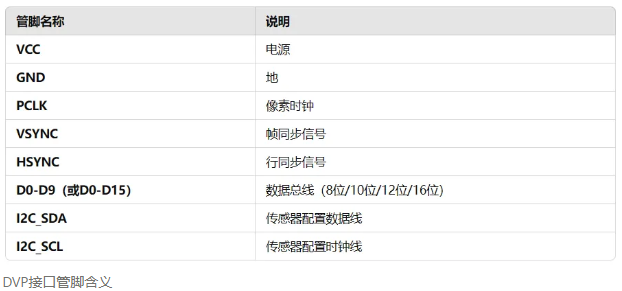 管脚名称 说明
VCC 电源
GND 地
PCLK 像素时钟
VSYNC 帧同步信号
HSYNC 行同步信号
D0-D9（或D0-D15） 数据总线（8位/10位/12位/16位）
I2C_SDA 传感器配置数据线
I2C_SCL 传感器配置时钟线
DVP接口管脚含义